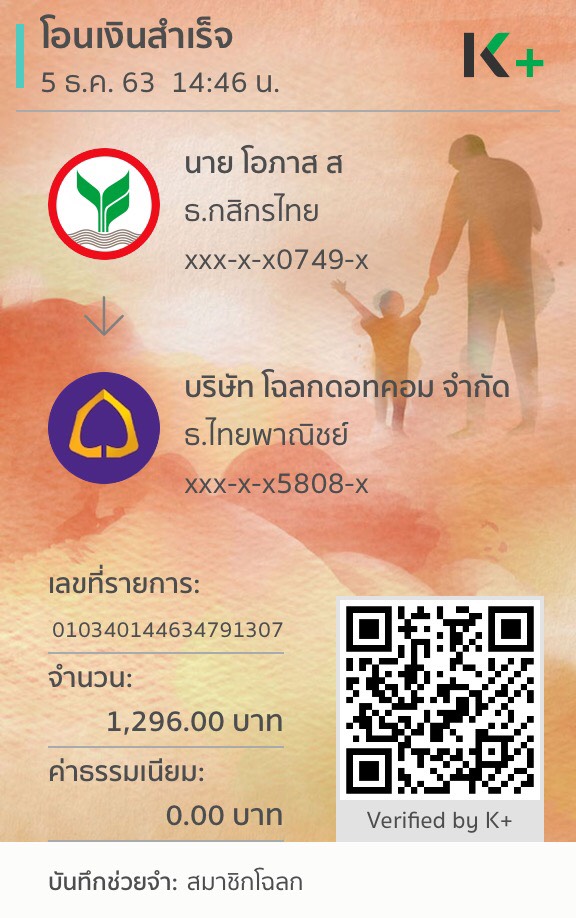 โอนเงินสำเร็จ
5 ธ.ค. 63 14:46 น.
K+
นาย โอภาส ส
ธ.กสิกรไทย
xxx-x-x0749-x
บริษัท โฉลกดอทคอม จำกัด
ธ.ไทยพาณิชย์
xxx-x-x5808-x
เลขที่รายการ:
010340144634791307
จำนวน:
1,296.00 บาท
ค่าธรรมเนียม:
0.00 บาท
Verified by K+
บันทึกช่วยจำ: สมาชิกโฉลก